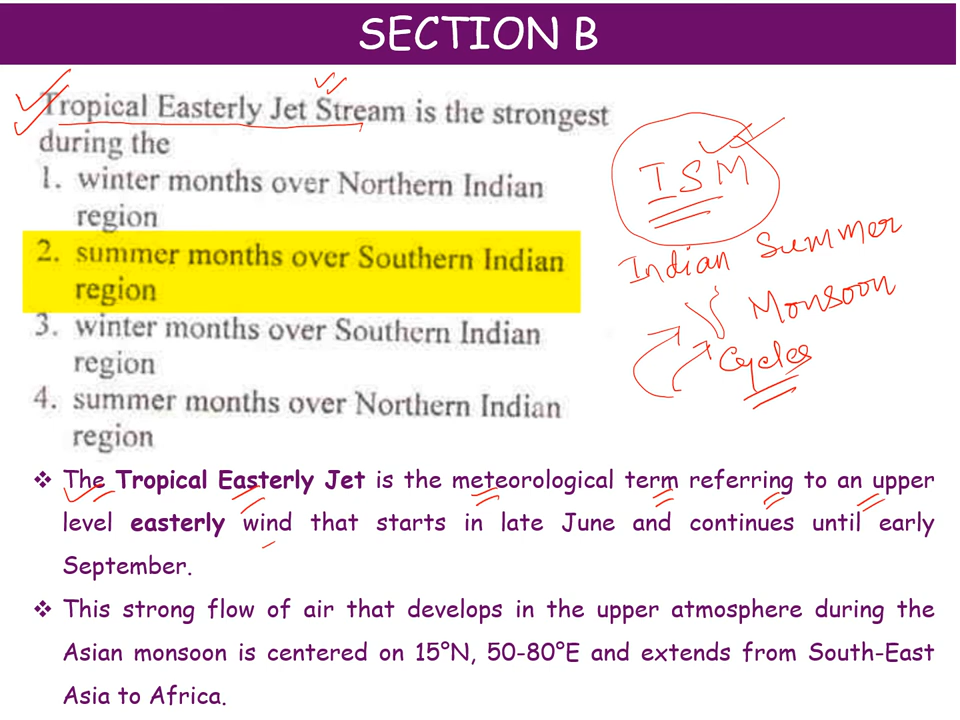 SECTION B
Tropical Easterly Jet Stream is the strongest
during the
1. winter months over Northern Indian
region
2. summer months over Southern Indian
region
3. winter months over Southern Indian
region
4. summer months over Northern Indian
region
ISM
Indian Summer
Monsoon
Cycles
❖ The Tropical Easterly Jet is the meteorological term referring to an upper
level easterly wind that starts in late June and continues until early
September.
❖ This strong flow of air that develops in the upper atmosphere during the
Asian monsoon is centered on 15°N, 50-80°E and extends from South-East
Asia to Africa.